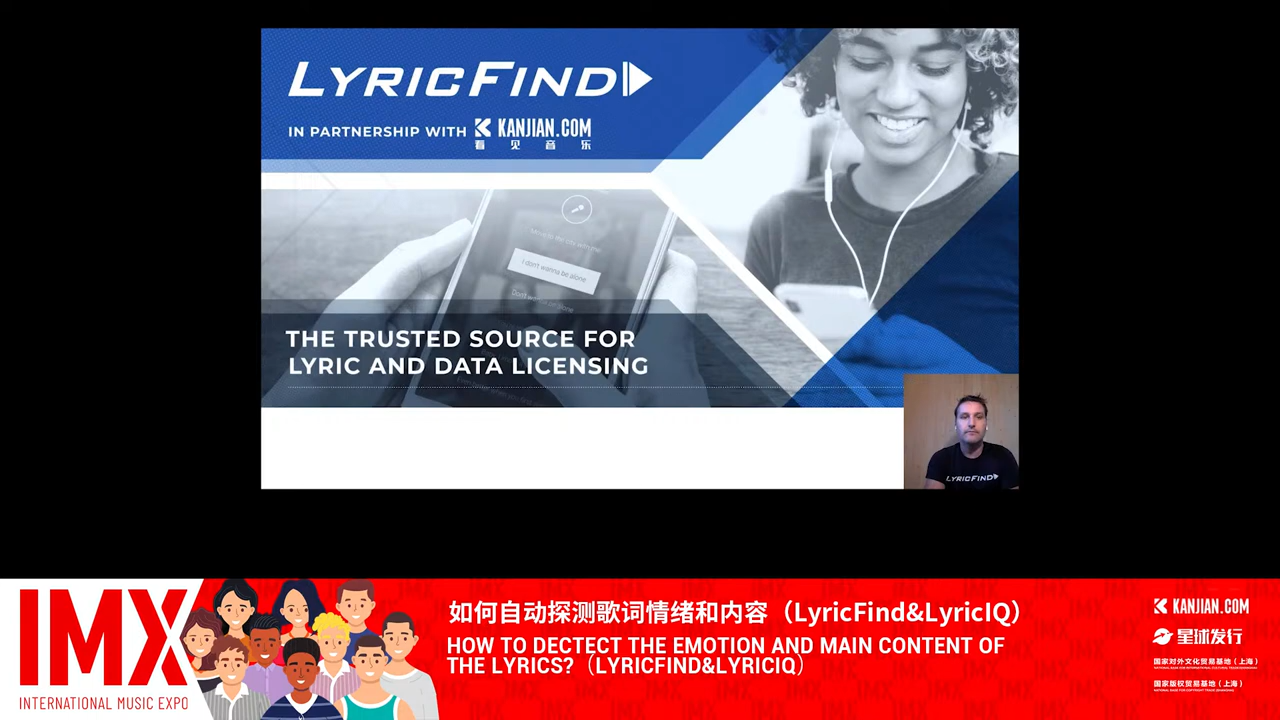 LYRICFIND
IN PARTNERSHIP WITH KANJIAN.COM
看见音乐
I don't wanna be alone
THE TRUSTED SOURCE FOR
LYRIC AND DATA LICENSING
LYRICFIND
IMX
INTERNATIONAL MUSIC EXPO
如何自动探测歌词情绪和内容（LyricFind&LyricIQ）
HOW TO DECTECT THE EMOTION AND MAIN CONTENT OF
THE LYRICS?（LYRICFIND&LYRICIQ）
KANJIAN.COM
星球发行
国家对外文化贸易基地（上海）
国家版权贸易基地（上海）